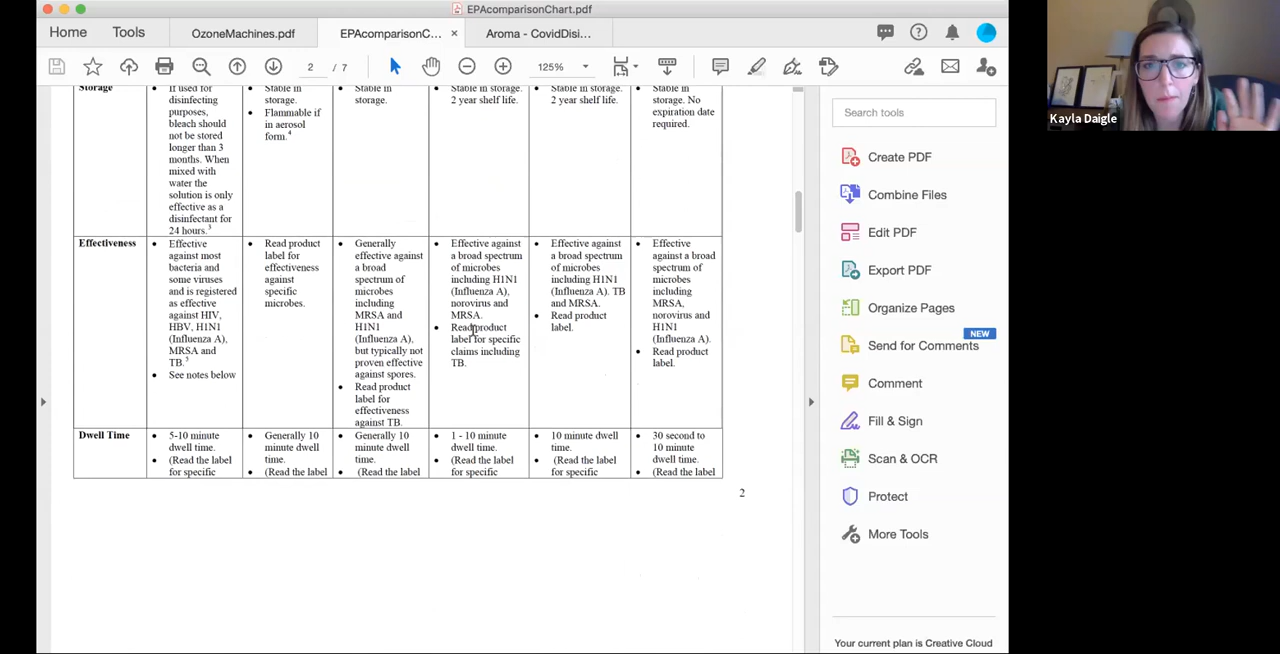 EPAcomparisonChart.pdf
Home
Tools
OzoneMachines.pdf
EPAcomparisonC...
×
Aroma - CovidDisi...
2 / 7
125%
Kayla Daigle
Search tools
Create PDF
Combine Files
Edit PDF
Export PDF
Organize Pages
NEW
Send for Comments
Comment
Fill & Sign
Scan & OCR
Protect
More Tools
Your current plan is Creative Cloud
Storage
• If used for
disinfecting
purposes,
bleach should
not be stored
longer than 3
months. When
mixed with
water the
solution is only
effective as a
disinfectant for
24 hours.3
• Stable in
storage.
• Flammable if
in aerosol
form.4
• Stable in
storage.
• Stable in storage.
2 year shelf life.
• Stable in storage.
2 year shelf life.
• Stable in
storage. No
expiration date
required.
Effectiveness
• Effective
against most
bacteria and
some viruses
and is registered
as effective
against HIV,
HBV, H1N1
(Influenza A),
MRSA and
TB.3
• See notes below
• Read product
label for
effectiveness
against
specific
microbes.
• Generally
effective against
a broad
spectrum of
microbes
including
MRSA and
H1N1
(Influenza A),
but typically not
proven effective
against spores.
• Read product
label for
effectiveness
against TB.
• Effective against
a broad spectrum
of microbes
including H1N1
(Influenza A),
norovirus and
MRSA.
• Read product
label for specific
claims including
TB.
• Effective against
a broad spectrum
of microbes
including H1N1
(Influenza A). TB
and MRSA.
• Read product
label.
• Effective
against a broad
spectrum of
microbes
including
MRSA,
norovirus and
H1N1
(Influenza A).
• Read product
label.
Dwell Time
• 5-10 minute
dwell time.
• (Read the label
for specific
• Generally 10
minute dwell
time.
• (Read the label
• Generally 10
minute dwell
time.
• (Read the label
• 1 - 10 minute
dwell time.
• (Read the label
for specific
• 10 minute dwell
time.
• (Read the label
for specific
• 30 second to
10 minute
dwell time.
• (Read the label
2